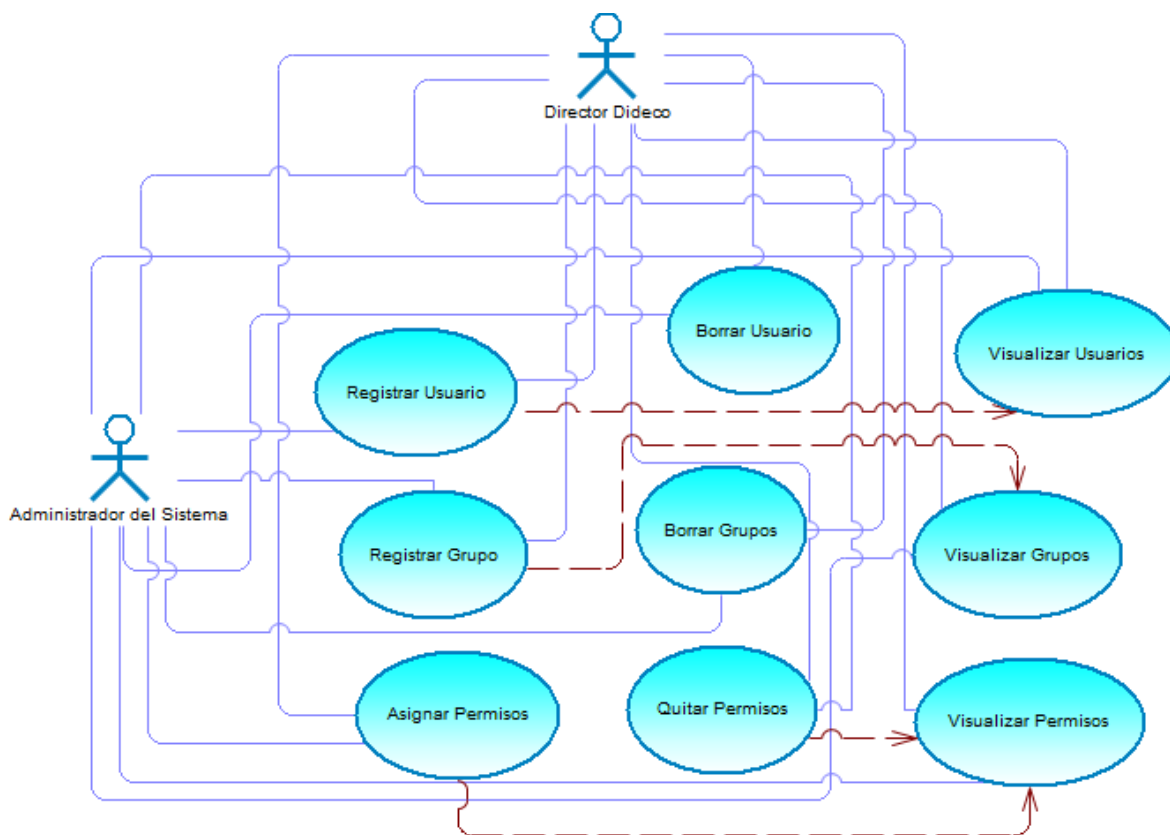 Director Dideco
Borrar Usuario
Visualizar Usuarios
Registrar Usuario
Administrador del Sistema
Registrar Grupo
Borrar Grupos
Visualizar Grupos
Asignar Permisos
Quitar Permisos
Visualizar Permisos